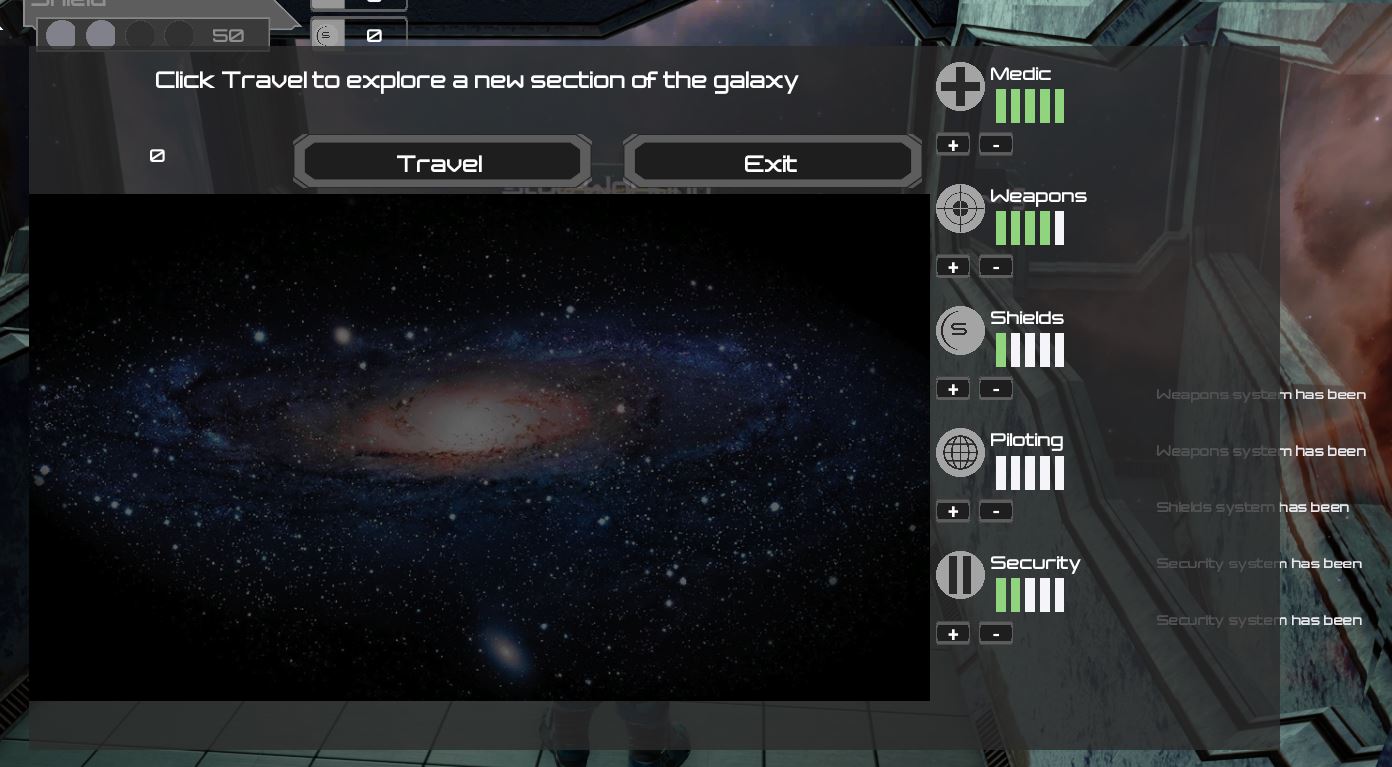 Shield
50
0
Click Travel to explore a new section of the galaxy
0
Travel
Exit
Medic
+ -
Weapons
+ -
S
Shields
+ -
Piloting
+ -
Security
+ -
Weapons system has been
Weapons system has been
Shields system has been
Security system has been
Security system has been